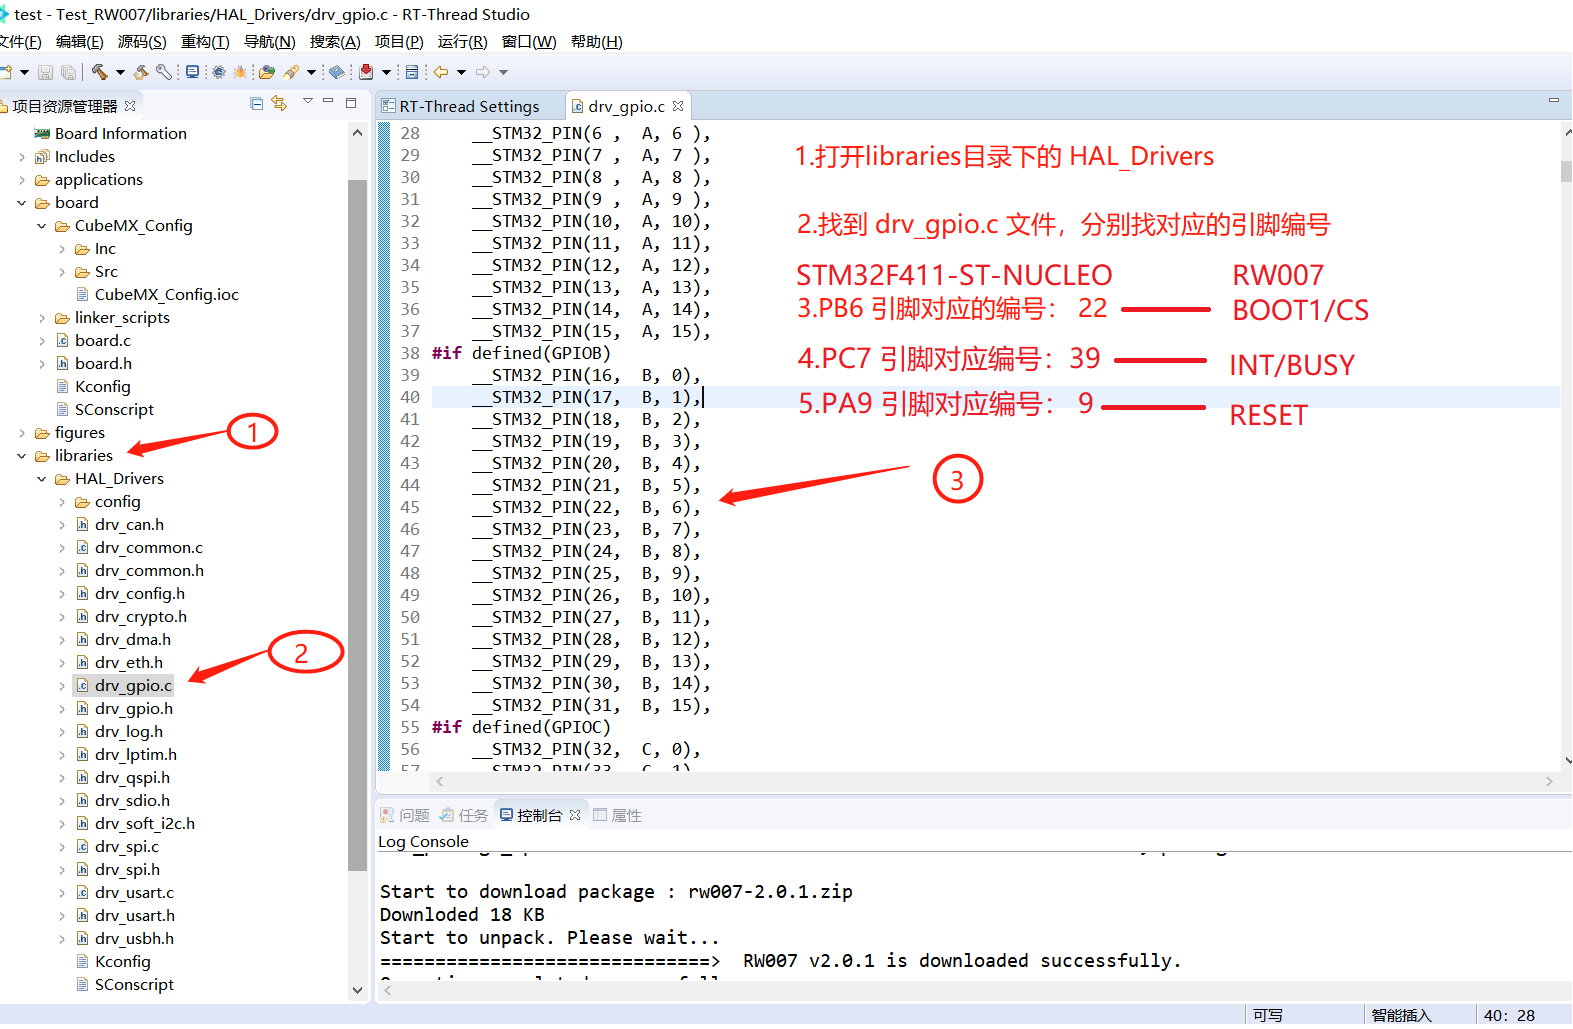 test - Test_RW007/libraries/HAL_Drivers/drv_gpio.c - RT-Thread Studio
文件(F) 编辑(E) 源码(S) 重构(T) 导航(N) 搜索(A) 项目(P) 运行(R) 窗口(W) 帮助(H)
项目资源管理器
Board Information
Includes
applications
board
CubeMX_Config
Inc
Src
CubeMX_Config.ioc
linker_scripts
board.c
board.h
Kconfig
SConscript
figures
libraries
HAL_Drivers
config
drv_can.h
drv_common.c
drv_common.h
drv_config.h
drv_crypto.h
drv_dma.h
drv_eth.h
drv_gpio.c
drv_gpio.h
drv_log.h
drv_lptim.h
drv_qspi.h
drv_sdio.h
drv_soft_i2c.h
drv_spi.c
drv_spi.h
drv_usart.c
drv_usart.h
drv_usbh.h
Kconfig
SConscript
1
2
RT-Thread Settings
drv_gpio.c
28 __STM32_PIN(6 , A, 6 ),
29 __STM32_PIN(7 , A, 7 ),
30 __STM32_PIN(8 , A, 8 ),
31 __STM32_PIN(9 , A, 9 ),
32 __STM32_PIN(10, A, 10),
33 __STM32_PIN(11, A, 11),
34 __STM32_PIN(12, A, 12),
35 __STM32_PIN(13, A, 13),
36 __STM32_PIN(14, A, 14),
37 __STM32_PIN(15, A, 15),
38 #if defined(GPIOB)
39 __STM32_PIN(16, B, 0),
40 __STM32_PIN(17, B, 1),
41 __STM32_PIN(18, B, 2),
42 __STM32_PIN(19, B, 3),
43 __STM32_PIN(20, B, 4),
44 __STM32_PIN(21, B, 5),
45 __STM32_PIN(22, B, 6),
46 __STM32_PIN(23, B, 7),
47 __STM32_PIN(24, B, 8),
48 __STM32_PIN(25, B, 9),
49 __STM32_PIN(26, B, 10),
50 __STM32_PIN(27, B, 11),
51 __STM32_PIN(28, B, 12),
52 __STM32_PIN(29, B, 13),
53 __STM32_PIN(30, B, 14),
54 __STM32_PIN(31, B, 15),
55 #if defined(GPIOC)
56 __STM32_PIN(32, C, 0),
57 __STM32_PIN(33, C, 1)
1.打开libraries目录下的 HAL_Drivers
2.找到 drv_gpio.c 文件，分别找对应的引脚编号
STM32F411-ST-NUCLEO RW007
3.PB6 引脚对应的编号： 22 BOOT1/CS
4.PC7 引脚对应编号：39 INT/BUSY
5.PA9 引脚对应编号： 9 RESET
3
问题 任务 控制台 属性
Log Console
Start to download package : rw007-2.0.1.zip
Downloded 18 KB
Start to unpack. Please wait...
==============================> RW007 v2.0.1 is downloaded successfully.
可写 智能插入 40：28